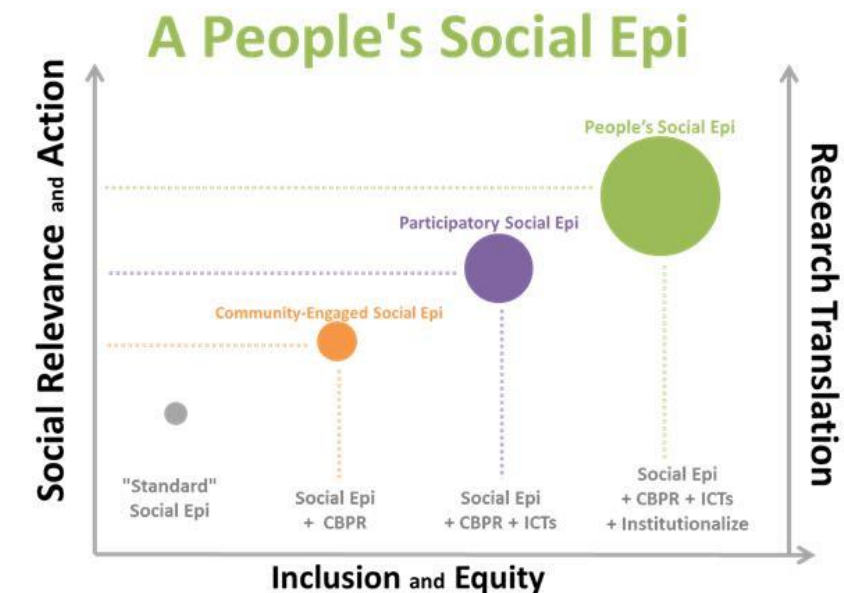 A People's Social Epi
Social Relevance and Action
Research Translation
People's Social Epi
Participatory Social Epi
Community-Engaged Social Epi
"Standard"
Social Epi
Social Epi
+ CBPR
Social Epi
+ CBPR + ICTs
Social Epi
+ CBPR + ICTs
+ Institutionalize
Inclusion and Equity